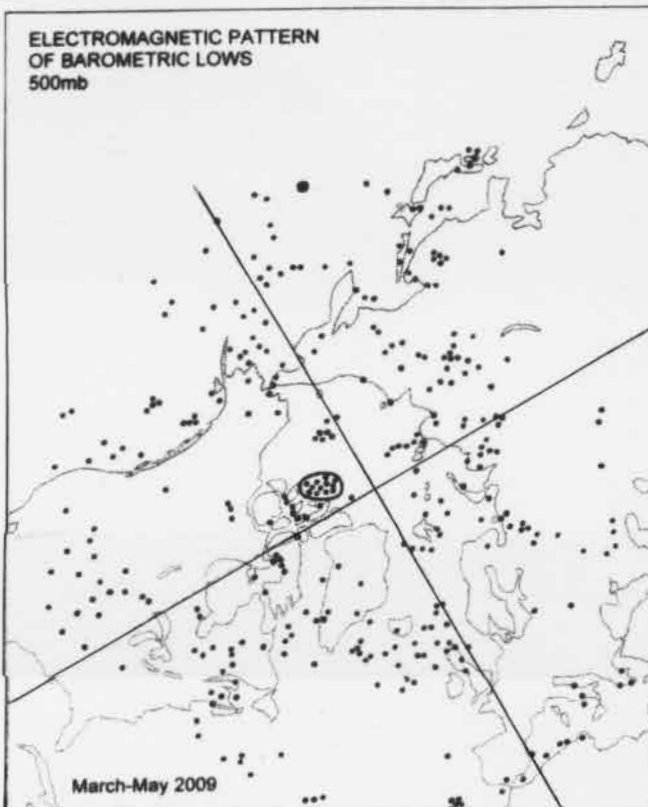 ELECTROMAGNETIC PATTERN
OF BAROMETRIC LOWS
500mb
March-May 2009